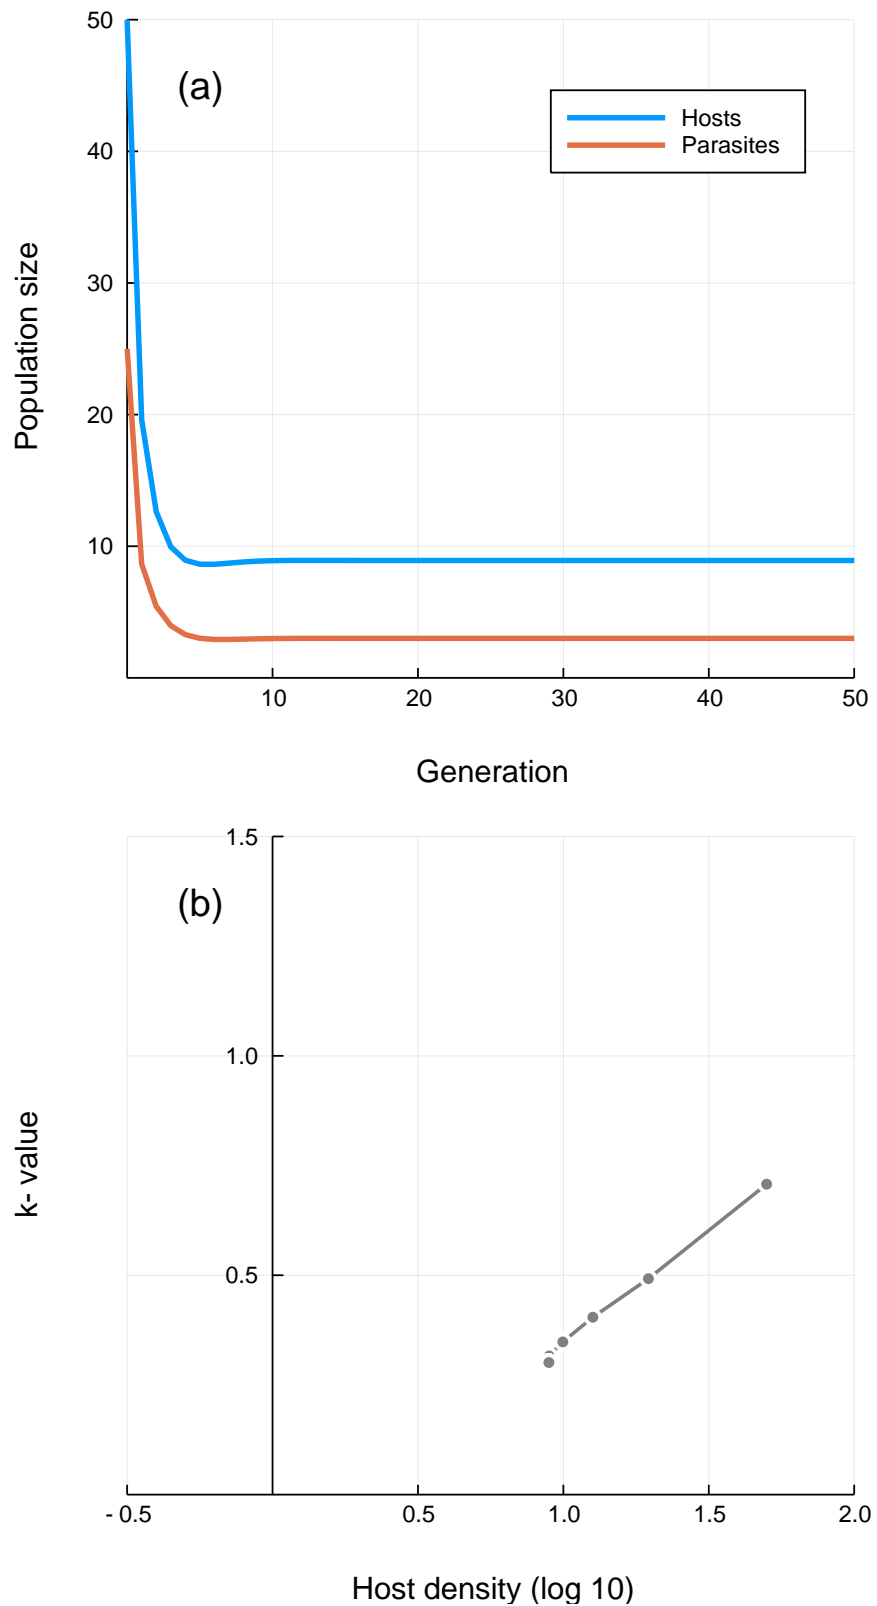 50
(a)
Hosts
Parasites
40
30
20
10
Population size
10 20 30 40 50
Generation
1.5
(b)
1.0
0.5
k- value
- 0.5 0.5 1.0 1.5 2.0
Host density (log 10)